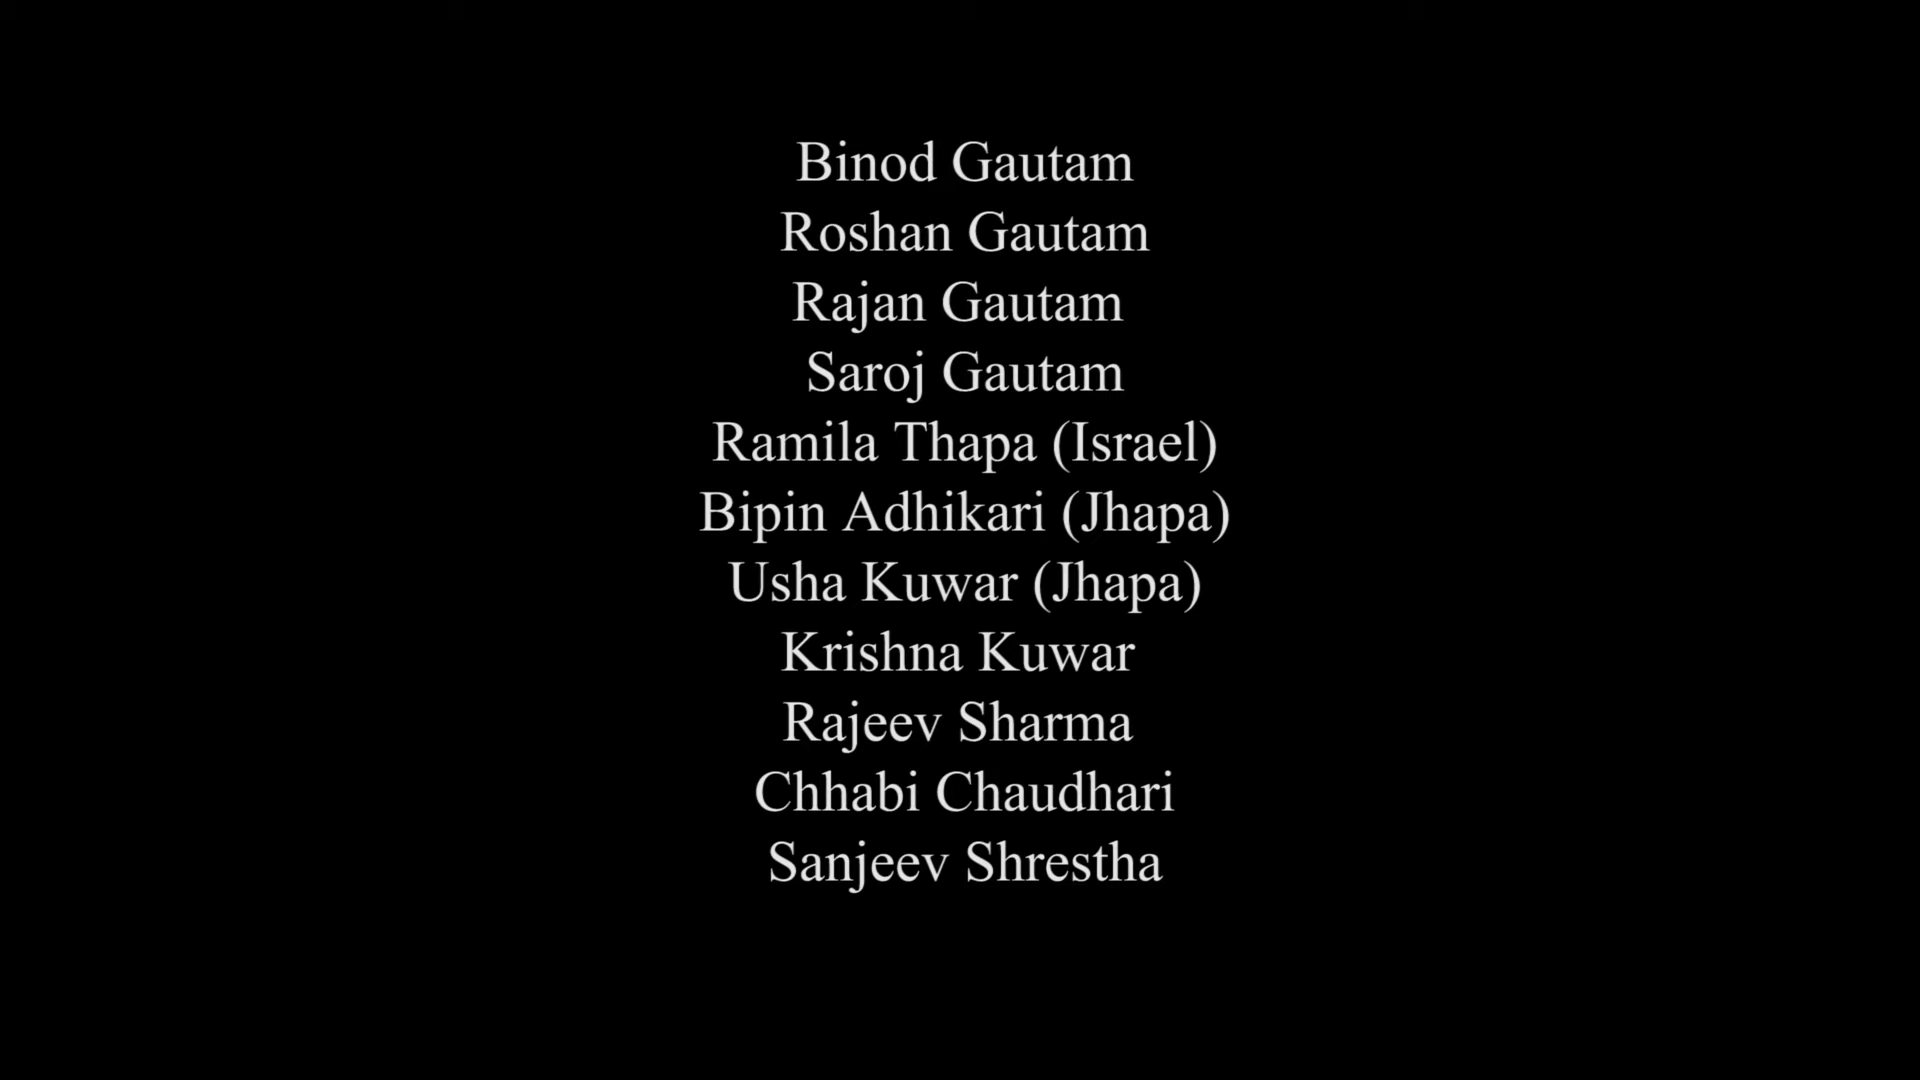 Binod Gautam
Roshan Gautam
Rajan Gautam
Saroj Gautam
Ramila Thapa (Israel)
Bipin Adhikari (Jhapa)
Usha Kuwar (Jhapa)
Krishna Kuwar
Rajeev Sharma
Chhabi Chaudhari
Sanjeev Shrestha